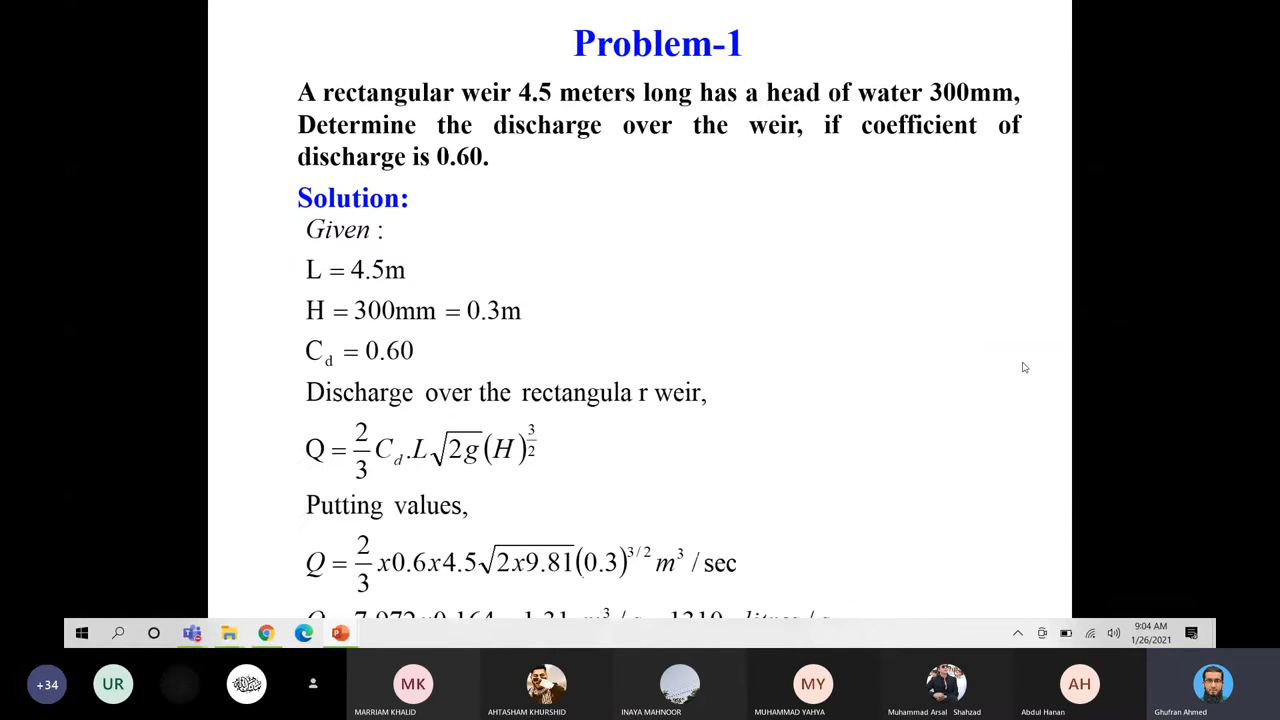 Problem-1
A rectangular weir 4.5 meters long has a head of water 300mm,
Determine the discharge over the weir, if coefficient of
discharge is 0.60.
Solution:
Given :
L = 4.5m
H = 300mm = 0.3m
C_d = 0.60
Discharge over the rectangula r weir,
Q = 2/3 C_d.L√2g (H)^3/2
Putting values,
Q = 2/3 x0.6x4.5√2x9.81(0.3)^3/2 m^3 / sec
9:04 AM
1/26/2021
+34
UR
MK
MY
AH
MARRIAM KHALID
AHTASHAM KHURSHID
INAYA MAHNOOR
MUHAMMAD YAHYA
Muhammad Arsal Shahzad
Abdul Hanan
Ghufran Ahmed